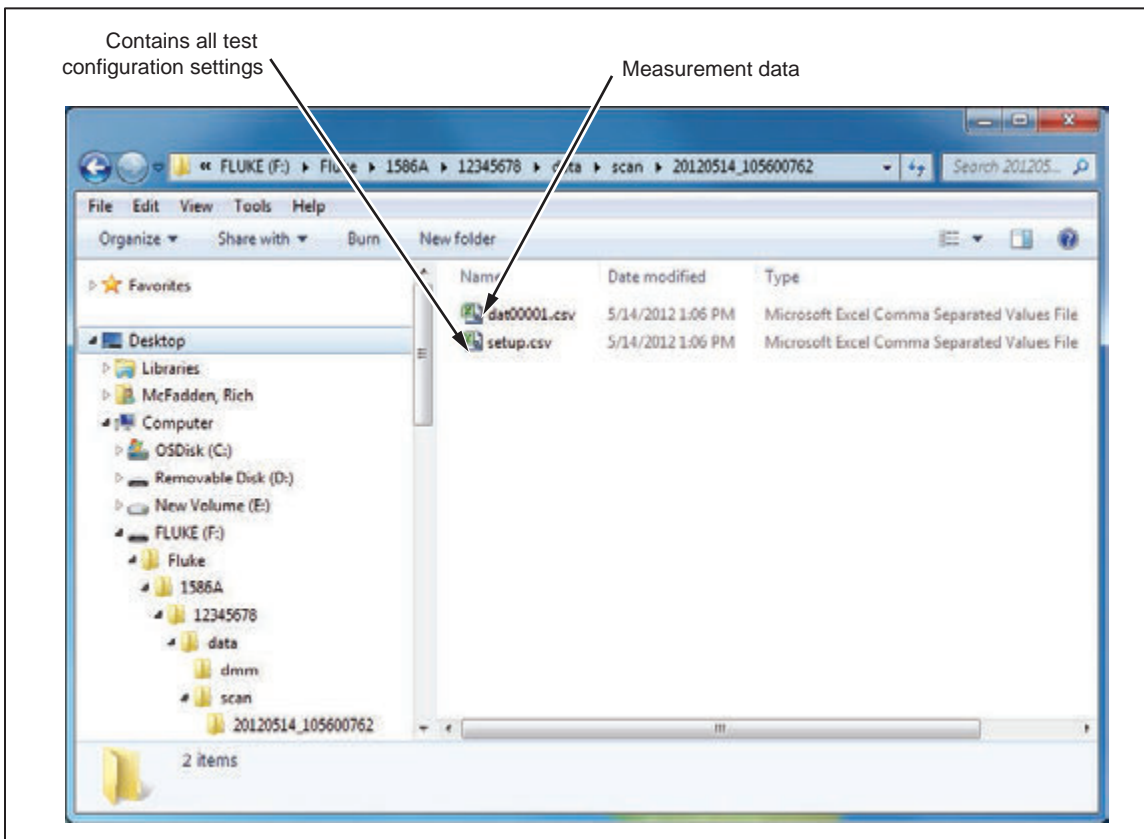 Contains all test
configuration settings
Measurement data
« FLUKE (F:) ▸ Fluke ▸ 1586A ▸ 12345678 ▸ data ▸ scan ▸ 20120514_105600762
Search 201205...
File Edit View Tools Help
Organize Share with Burn New folder
Name Date modified Type
Favorites
dat00001.csv 5/14/2012 1:06 PM Microsoft Excel Comma Separated Values File
setup.csv 5/14/2012 1:06 PM Microsoft Excel Comma Separated Values File
Desktop
Libraries
McFadden, Rich
Computer
OSDisk (C:)
Removable Disk (D:)
New Volume (E:)
FLUKE (F:)
Fluke
1586A
12345678
data
dmm
scan
20120514_105600762
2 items